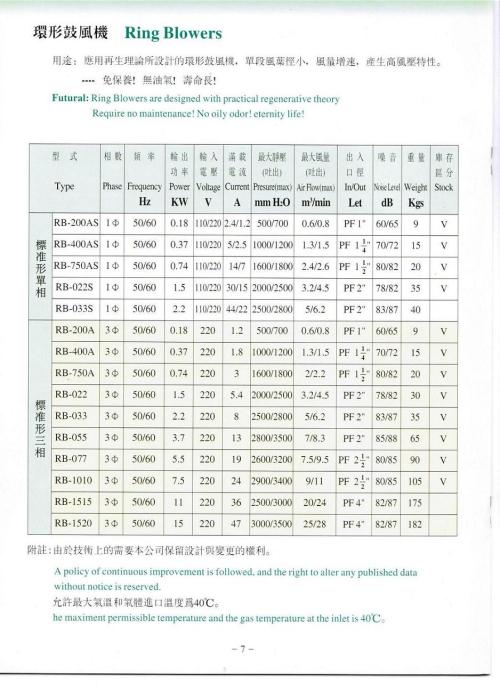 環形鼓風機 Ring Blowers
用途: 應用再生理論所設計的環形鼓風機，單段風葉徑小，風量增速，產生高風壓特性。
---- 免保養! 無油氣! 壽命長!
Futural: Ring Blowers are designed with practical regenerative theory
Require no maintenance! No oily odor! eternity life!
型式 相數 頻率 輸出 輸入 滿載 最大靜壓 最大風量 出入 噪音 重量 庫存
功率 電壓 電流 (吐出) (吐出) 口徑 區分
Type Phase Frequency Power Voltage Current Presure(max) Air Flow(max) In/Out Noise Level Weight Stock
Hz KW V A mm H₂O m³/min Let dB Kgs
標准形單相
RB-200AS 1Φ 50/60 0.18 110/220 2.4/1.2 500/700 0.6/0.8 PF 1" 60/65 9 V
RB-400AS 1Φ 50/60 0.37 110/220 5/2.5 1000/1200 1.3/1.5 PF 1 1/4" 70/72 15 V
RB-750AS 1Φ 50/60 0.74 110/220 14/7 1600/1800 2.4/2.6 PF 1 1/2" 80/82 20 V
RB-022S 1Φ 50/60 1.5 110/220 30/15 2000/2500 3.2/4.5 PF 2" 78/82 35 V
RB-033S 1Φ 50/60 2.2 110/220 44/22 2500/2800 5/6.2 PF 2" 83/87 40
標准形三相
RB-200A 3Φ 50/60 0.18 220 1.2 500/700 0.6/0.8 PF 1" 60/65 9 V
RB-400A 3Φ 50/60 0.37 220 1.8 1000/1200 1.3/1.5 PF 1 1/4" 70/72 15 V
RB-750A 3Φ 50/60 0.74 220 3 1600/1800 2/2.2 PF 1 1/2" 80/82 20 V
RB-022 3Φ 50/60 1.5 220 5.4 2000/2500 3.2/4.5 PF 2" 78/82 30 V
RB-033 3Φ 50/60 2.2 220 8 2500/2800 5/6.2 PF 2" 83/87 35 V
RB-055 3Φ 50/60 3.7 220 13 2800/3500 7/8.3 PF 2" 85/88 65 V
RB-077 3Φ 50/60 5.5 220 19 2600/3200 7.5/9.5 PF 2 1/2" 80/85 90 V
RB-1010 3Φ 50/60 7.5 220 24 2900/3400 9/11 PF 2 1/2" 80/85 105 V
RB-1515 3Φ 50/60 11 220 36 2500/3000 20/24 PF 4" 82/87 175
RB-1520 3Φ 50/60 15 220 47 3000/3500 25/28 PF 4" 82/87 182
附註:由於技術上的需要本公司保留設計與變更的權利。
A policy of continuous improvement is followed, and the right to alter any published data
without notice is reserved.
允許最大氣溫和氣體進口溫度爲40℃。
he maximent permissible temperature and the gas temperature at the inlet is 40℃。
- 7 -